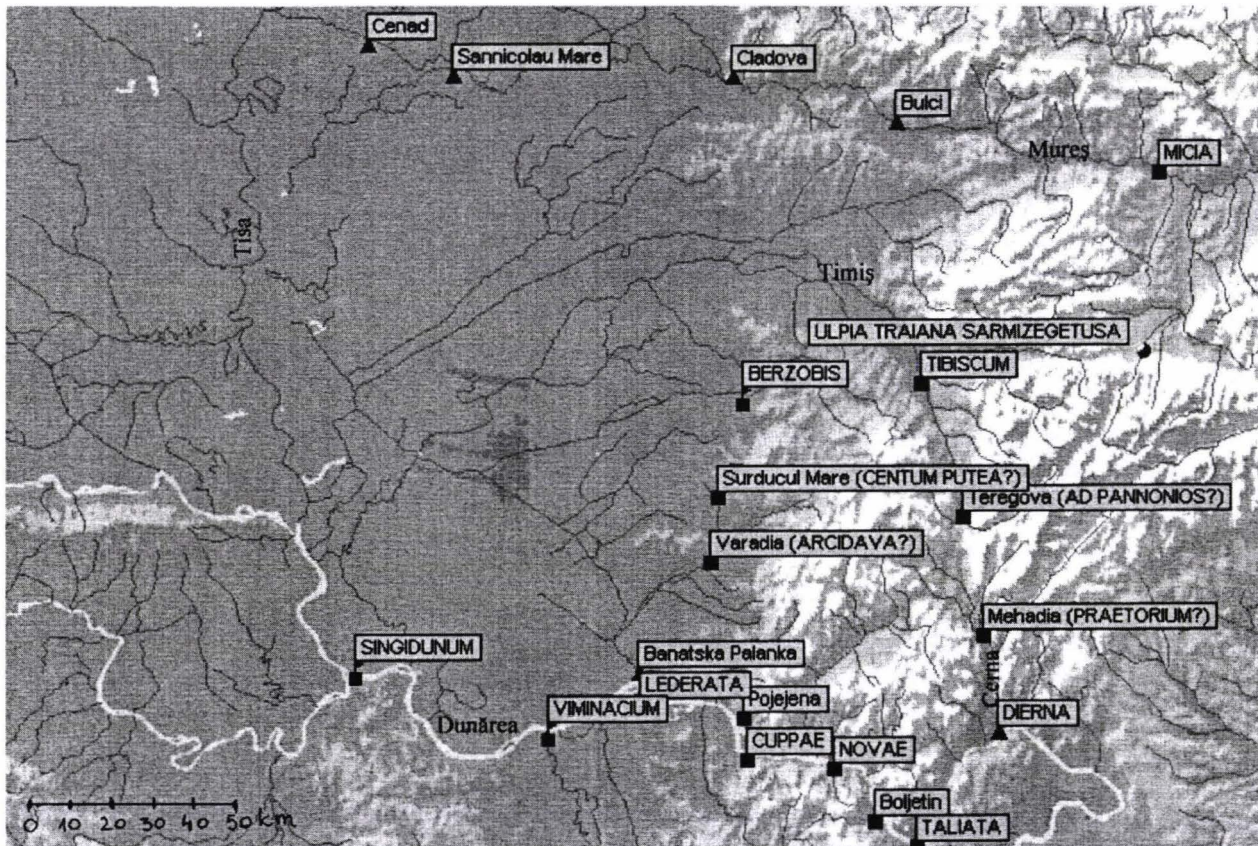 Cenad
Sannicolau Mare
Cladova
Bulci
Mureş
MICIA
Tisa
Timiş
ULPIA TRAIANA SARMIZEGETUSA
TIBISCUM
BERZOBIS
Surducul Mare (CENTUM PUTEA?)
Teregova (AD PANNONIOS?)
Varadia (ARCIDAVA?)
Mehadia (PRAETORIUM?)
SINGIDUNUM
Banatska Palanka
LEDERATA
Cerna
VIMINACIUM
Pojejena
Dunărea
DIERNA
CUPPAE
NOVAE
Boljetin
0 10 20 30 40 50 km
TALIATA